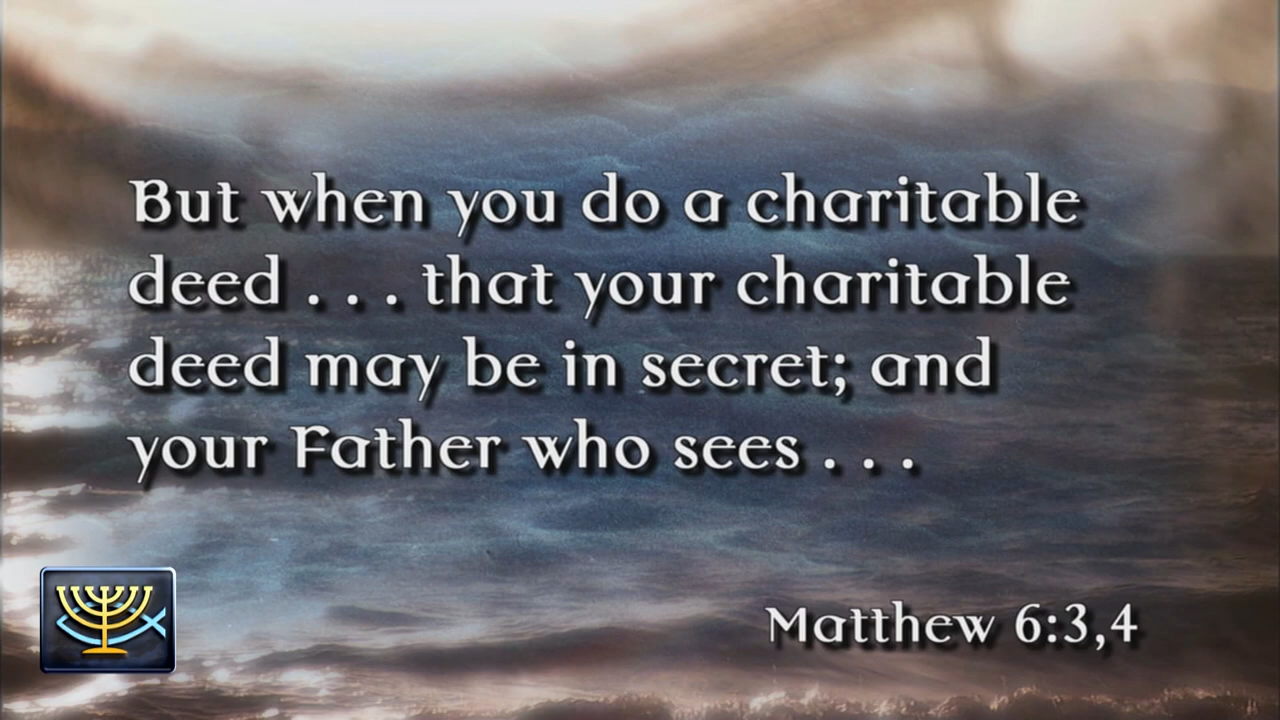 But when you do a charitable
deed . . . that your charitable
deed may be in secret; and
your Father who sees . . .
Matthew 6:3,4